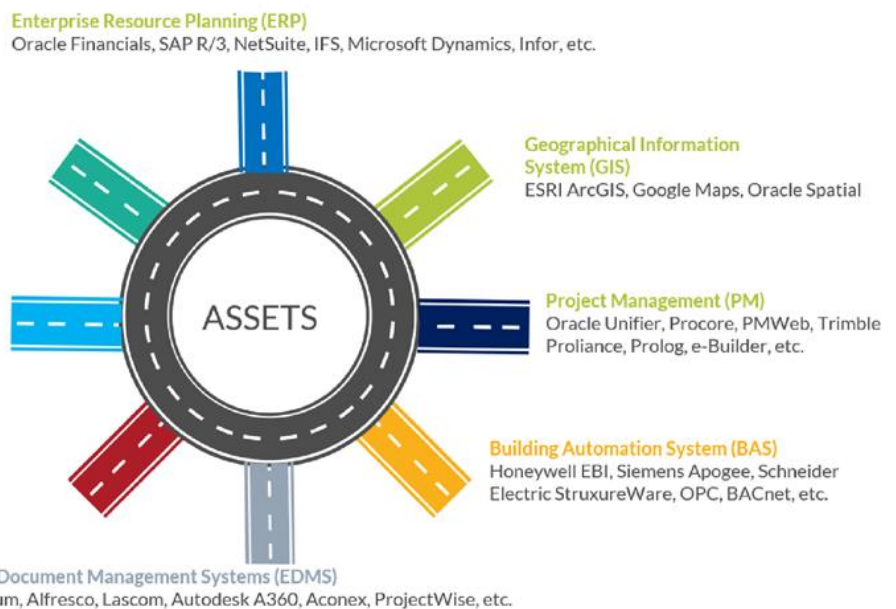 Enterprise Resource Planning (ERP)
Oracle Financials, SAP R/3, NetSuite, IFS, Microsoft Dynamics, Infor, etc.
Geographical Information
System (GIS)
ESRI ArcGIS, Google Maps, Oracle Spatial
ASSETS
Project Management (PM)
Oracle Unifier, Procore, PMWeb, Trimble
Proliance, Prolog, e-Builder, etc.
Building Automation System (BAS)
Honeywell EBI, Siemens Apogee, Schneider
Electric StruxureWare, OPC, BACnet, etc.
Document Management Systems (EDMS)
Alfresco, Lascom, Autodesk A360, Aconex, ProjectWise, etc.